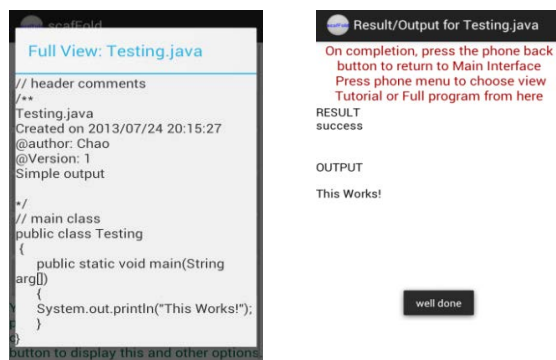 scafFold
Full View: Testing.java
// header comments
/**
Testing.java
Created on 2013/07/24 20:15:27
@author: Chao
@Version: 1
Simple output
*/
// main class
public class Testing
{
public static void main(String
arg[])
{
System.out.println("This Works!");
}
}
button to display this and other options.
Result/Output for Testing.java
On completion, press the phone back
button to return to Main Interface
Press phone menu to choose view
Tutorial or Full program from here
RESULT
success
OUTPUT
This Works!
well done